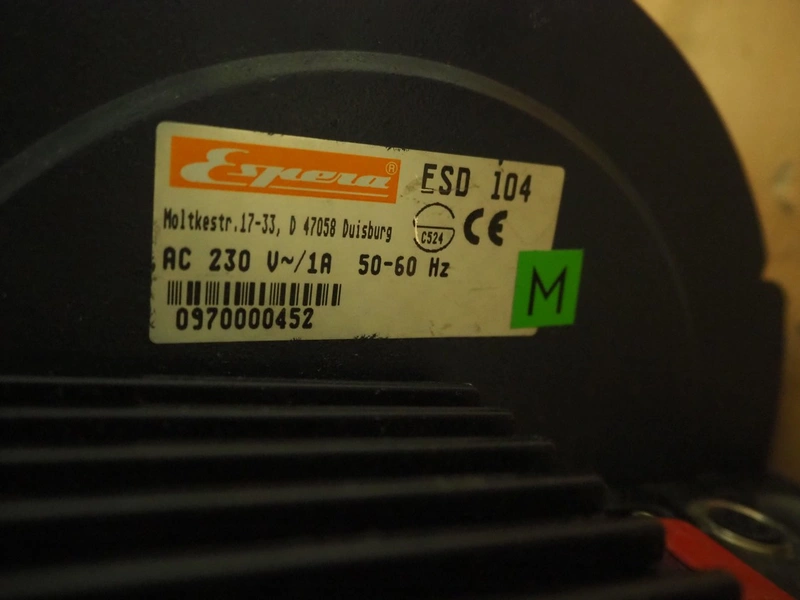 Espera® ESD 104
Moltkestr.17-33, D 47058 Duisburg
C524 CE
AC 230 V~/1A 50-60 Hz
M
0970000452